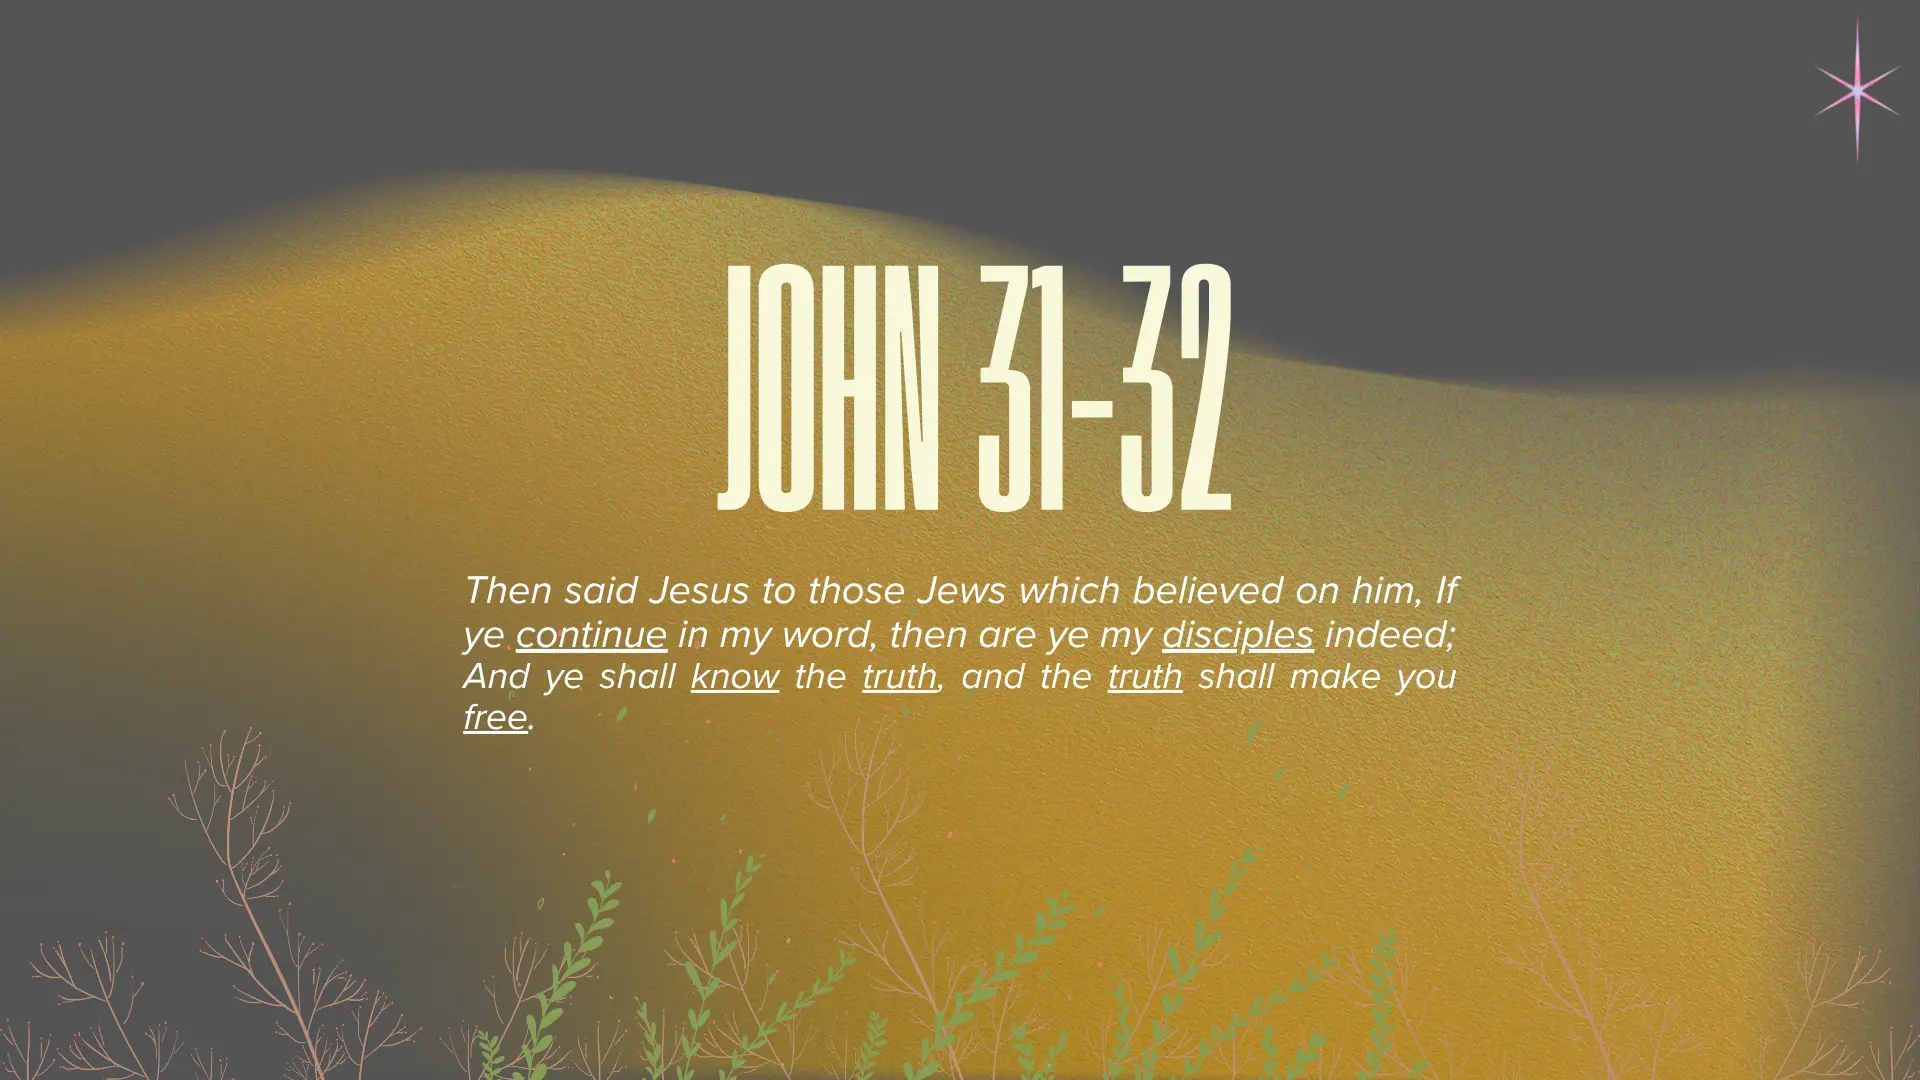 JOHN 31-32
Then said Jesus to those Jews which believed on him, If
ye continue in my word, then are ye my disciples indeed;
And ye shall know the truth, and the truth shall make you
free.